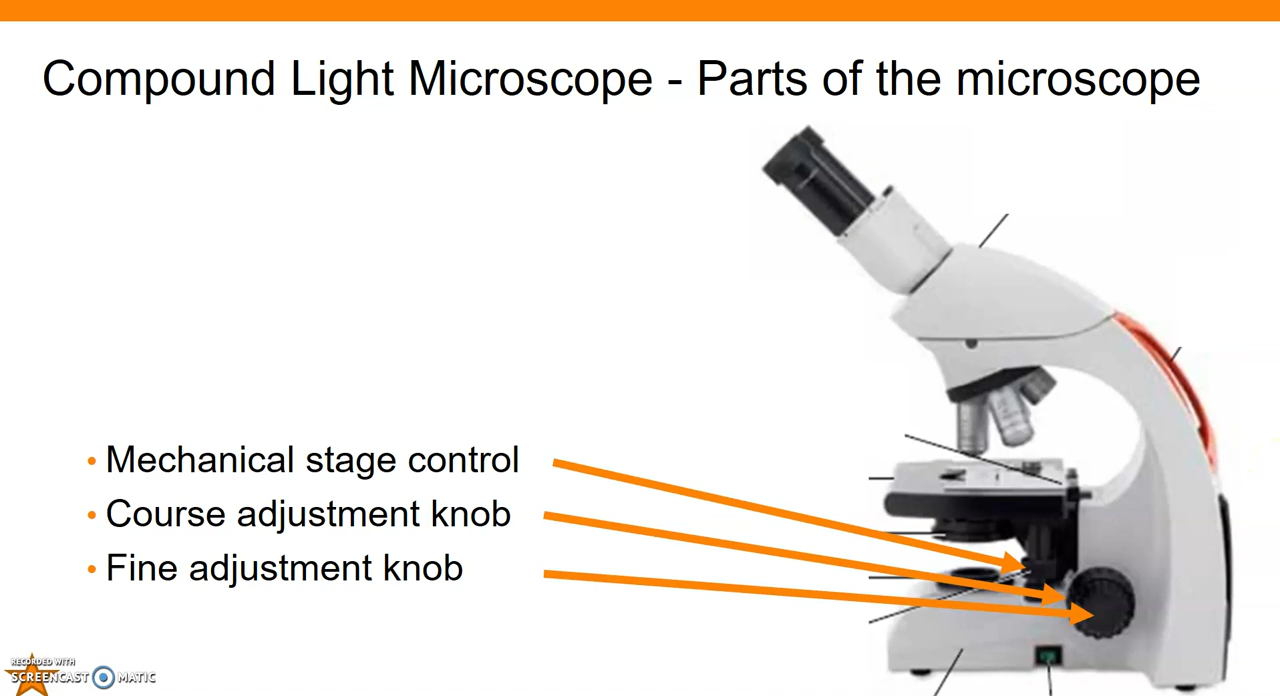 Compound Light Microscope - Parts of the microscope
• Mechanical stage control
• Course adjustment knob
• Fine adjustment knob
RECORDED WITH
SCREENCAST MATIC